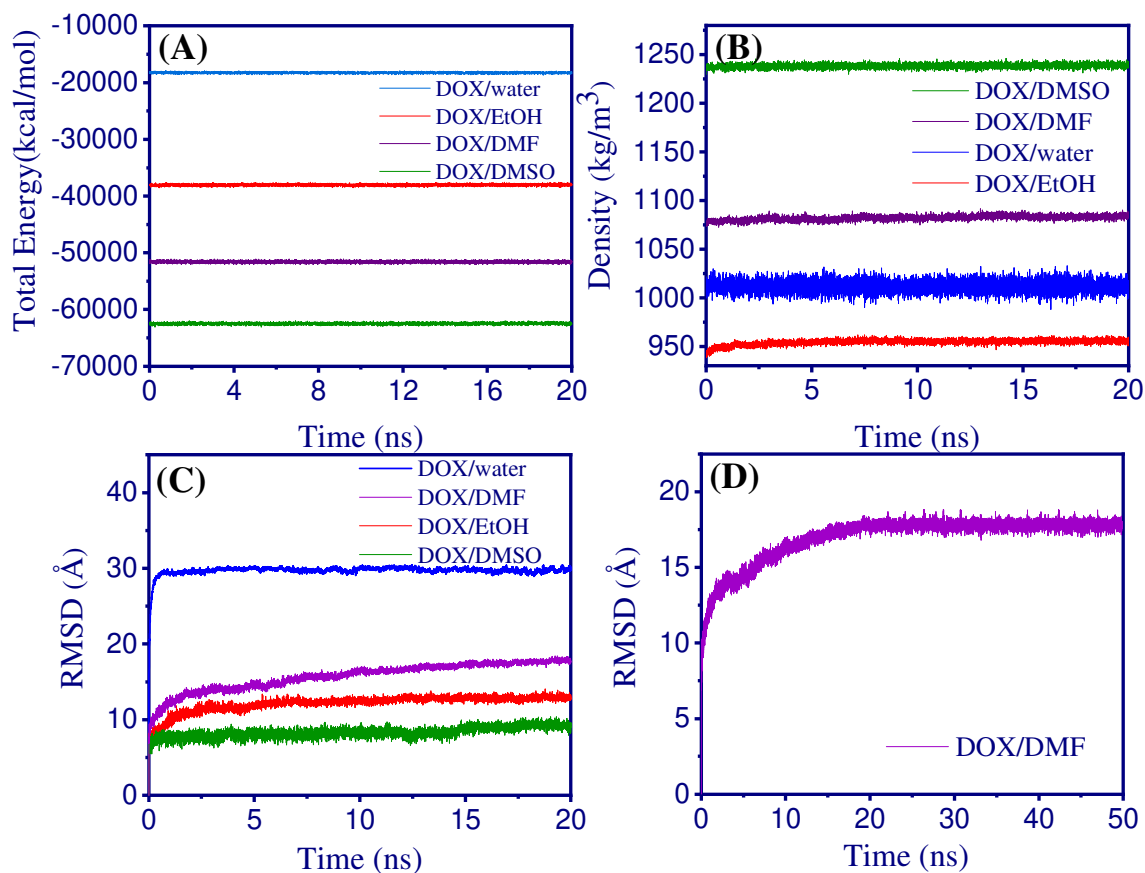 (A)
Total Energy(kcal/mol)
-10000
-20000
-30000
-40000
-50000
-60000
-70000
DOX/water
DOX/EtOH
DOX/DMF
DOX/DMSO
0 4 8 12 16 20
Time (ns)
(B)
Density (kg/m³)
1250
1200
1150
1100
1050
1000
950
DOX/DMSO
DOX/DMF
DOX/water
DOX/EtOH
0 5 10 15 20
Time (ns)
(C)
RMSD (Å)
40
30
20
10
0
DOX/water
DOX/DMF
DOX/EtOH
DOX/DMSO
0 5 10 15 20
Time (ns)
(D)
RMSD (Å)
20
15
10
5
0
DOX/DMF
0 10 20 30 40 50
Time (ns)